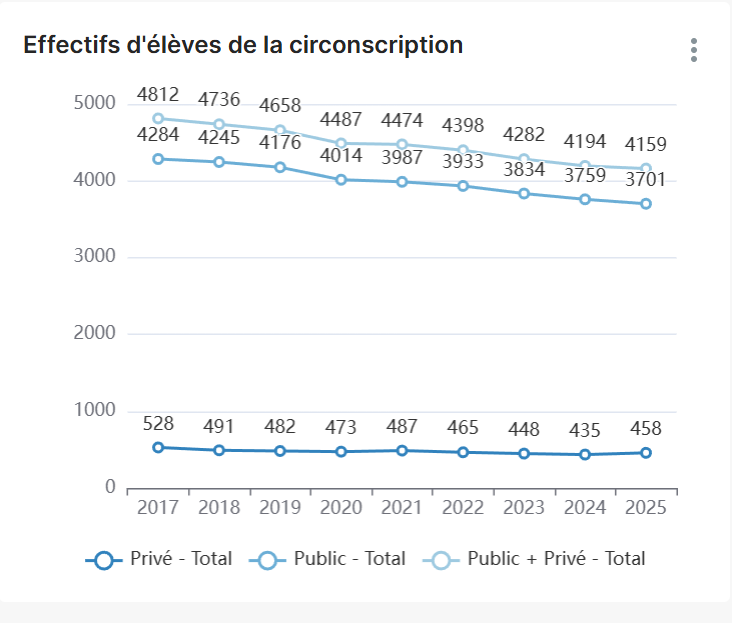 Effectifs d'élèves de la circonscription
5000
4812 4736 4658 4487 4474 4398 4282 4194 4159
4284 4245 4176 4014 3987 3933 3834 3759 3701
4000
3000
2000
1000
528 491 482 473 487 465 448 435 458
0
2017 2018 2019 2020 2021 2022 2023 2024 2025
Privé - Total Public - Total Public + Privé - Total